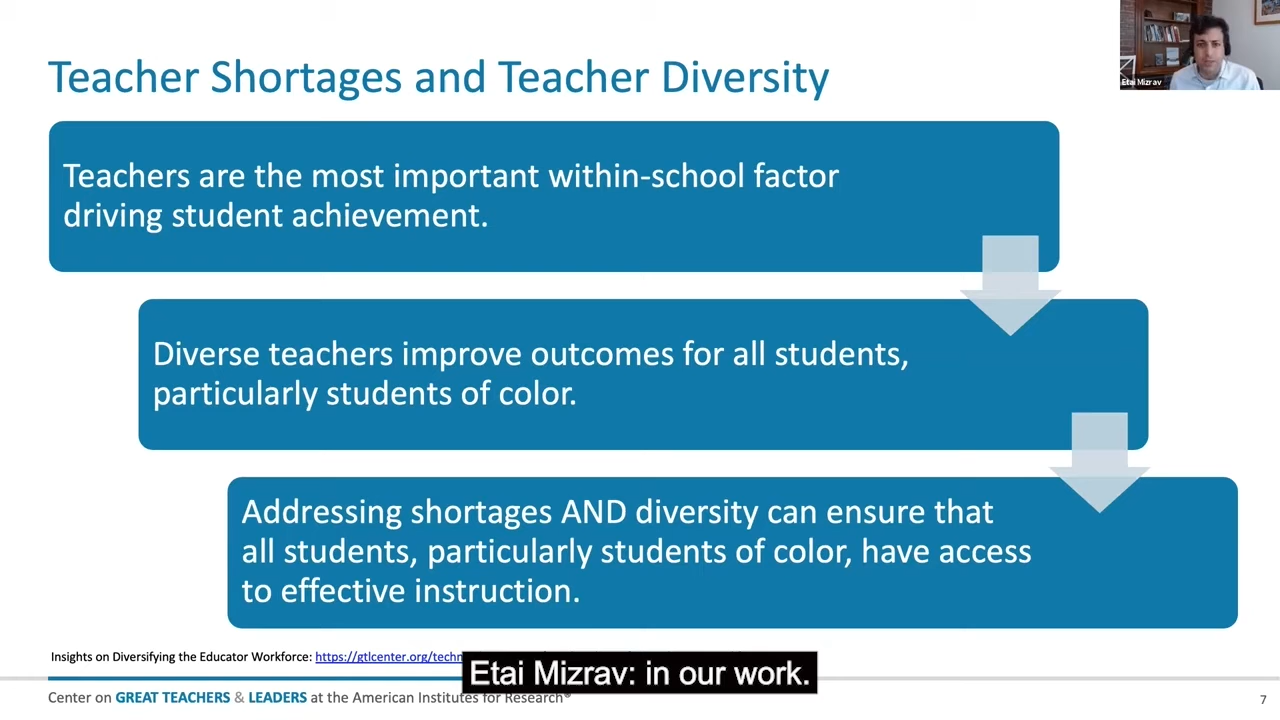 Teacher Shortages and Teacher Diversity
Etai Mizrav
Teachers are the most important within-school factor
driving student achievement.
Diverse teachers improve outcomes for all students,
particularly students of color.
Addressing shortages AND diversity can ensure that
all students, particularly students of color, have access
to effective instruction.
Insights on Diversifying the Educator Workforce: https://gtlcenter.org/techn
Etai Mizrav: in our work.
Center on GREAT TEACHERS & LEADERS at the American Institutes for Research®
7